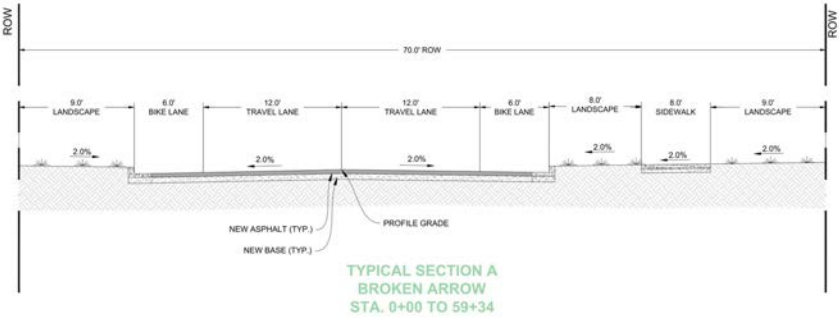 ROW
ROW
70.0' ROW
9.0'
LANDSCAPE
6.0'
BIKE LANE
12.0'
TRAVEL LANE
12.0'
TRAVEL LANE
6.0'
BIKE LANE
8.0'
LANDSCAPE
8.0'
SIDEWALK
9.0'
LANDSCAPE
2.0%
2.0%
2.0%
2.0%
2.0%
2.0%
NEW ASPHALT (TYP.)
PROFILE GRADE
NEW BASE (TYP.)
TYPICAL SECTION A
BROKEN ARROW
STA. 0+00 TO 59+34